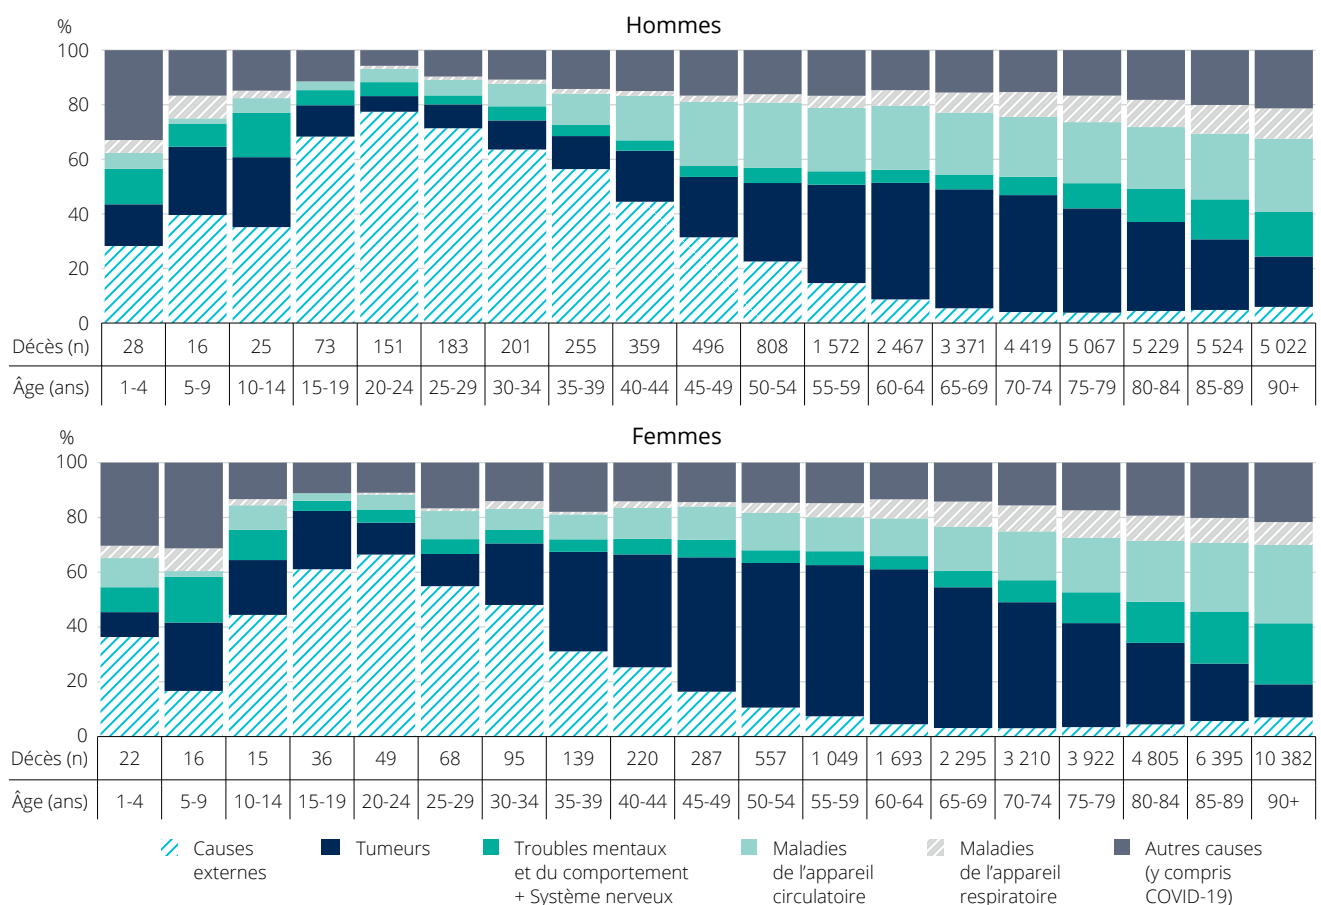 Hommes
%
100
80
60
40
20
0
Décès (n) 28 16 25 73 151 183 201 255 359 496 808 1 572 2 467 3 371 4 419 5 067 5 229 5 524 5 022
Âge (ans) 1-4 5-9 10-14 15-19 20-24 25-29 30-34 35-39 40-44 45-49 50-54 55-59 60-64 65-69 70-74 75-79 80-84 85-89 90+
Femmes
%
100
80
60
40
20
0
Décès (n) 22 16 15 36 49 68 95 139 220 287 557 1 049 1 693 2 295 3 210 3 922 4 805 6 395 10 382
Âge (ans) 1-4 5-9 10-14 15-19 20-24 25-29 30-34 35-39 40-44 45-49 50-54 55-59 60-64 65-69 70-74 75-79 80-84 85-89 90+
Causes
externes
Tumeurs
Troubles mentaux
et du comportement
+ Système nerveux
Maladies
de l'appareil
circulatoire
Maladies
de l'appareil
respiratoire
Autres causes
(y compris
COVID-19)